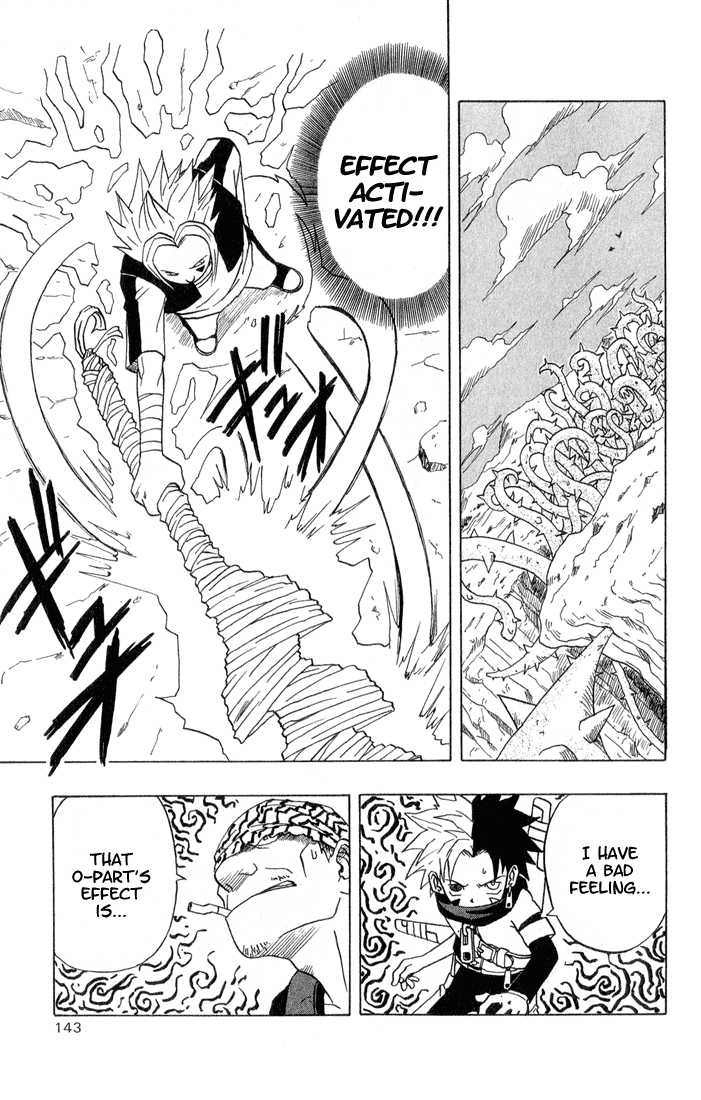 EFFECT
ACTI-
VATED!!!
ギュオ
ギュオ
I HAVE
A BAD
FEELING...
THAT
O-PART'S
EFFECT
IS...
143